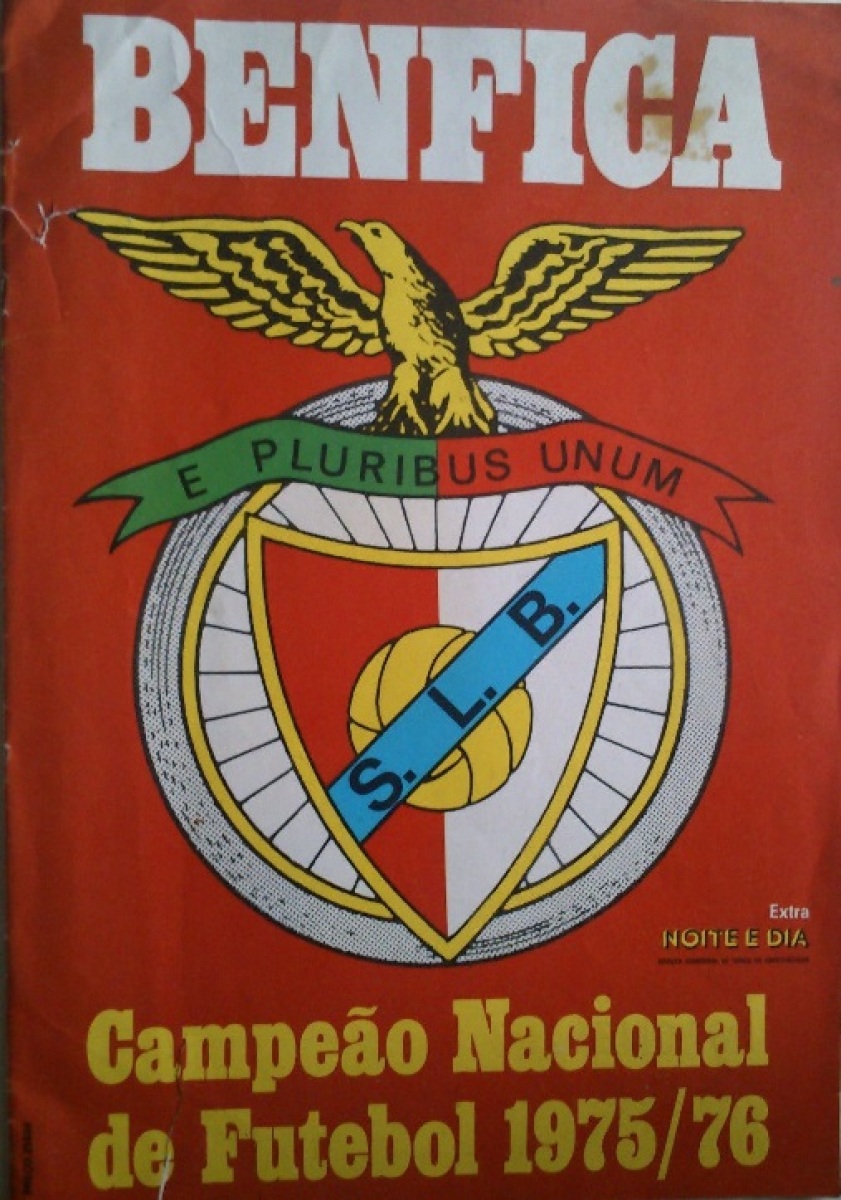 BENFICA
E PLURIBUS UNUM
S. L. B.
Extra
NOITE E DIA
Campeão Nacional
de Futebol 1975/76